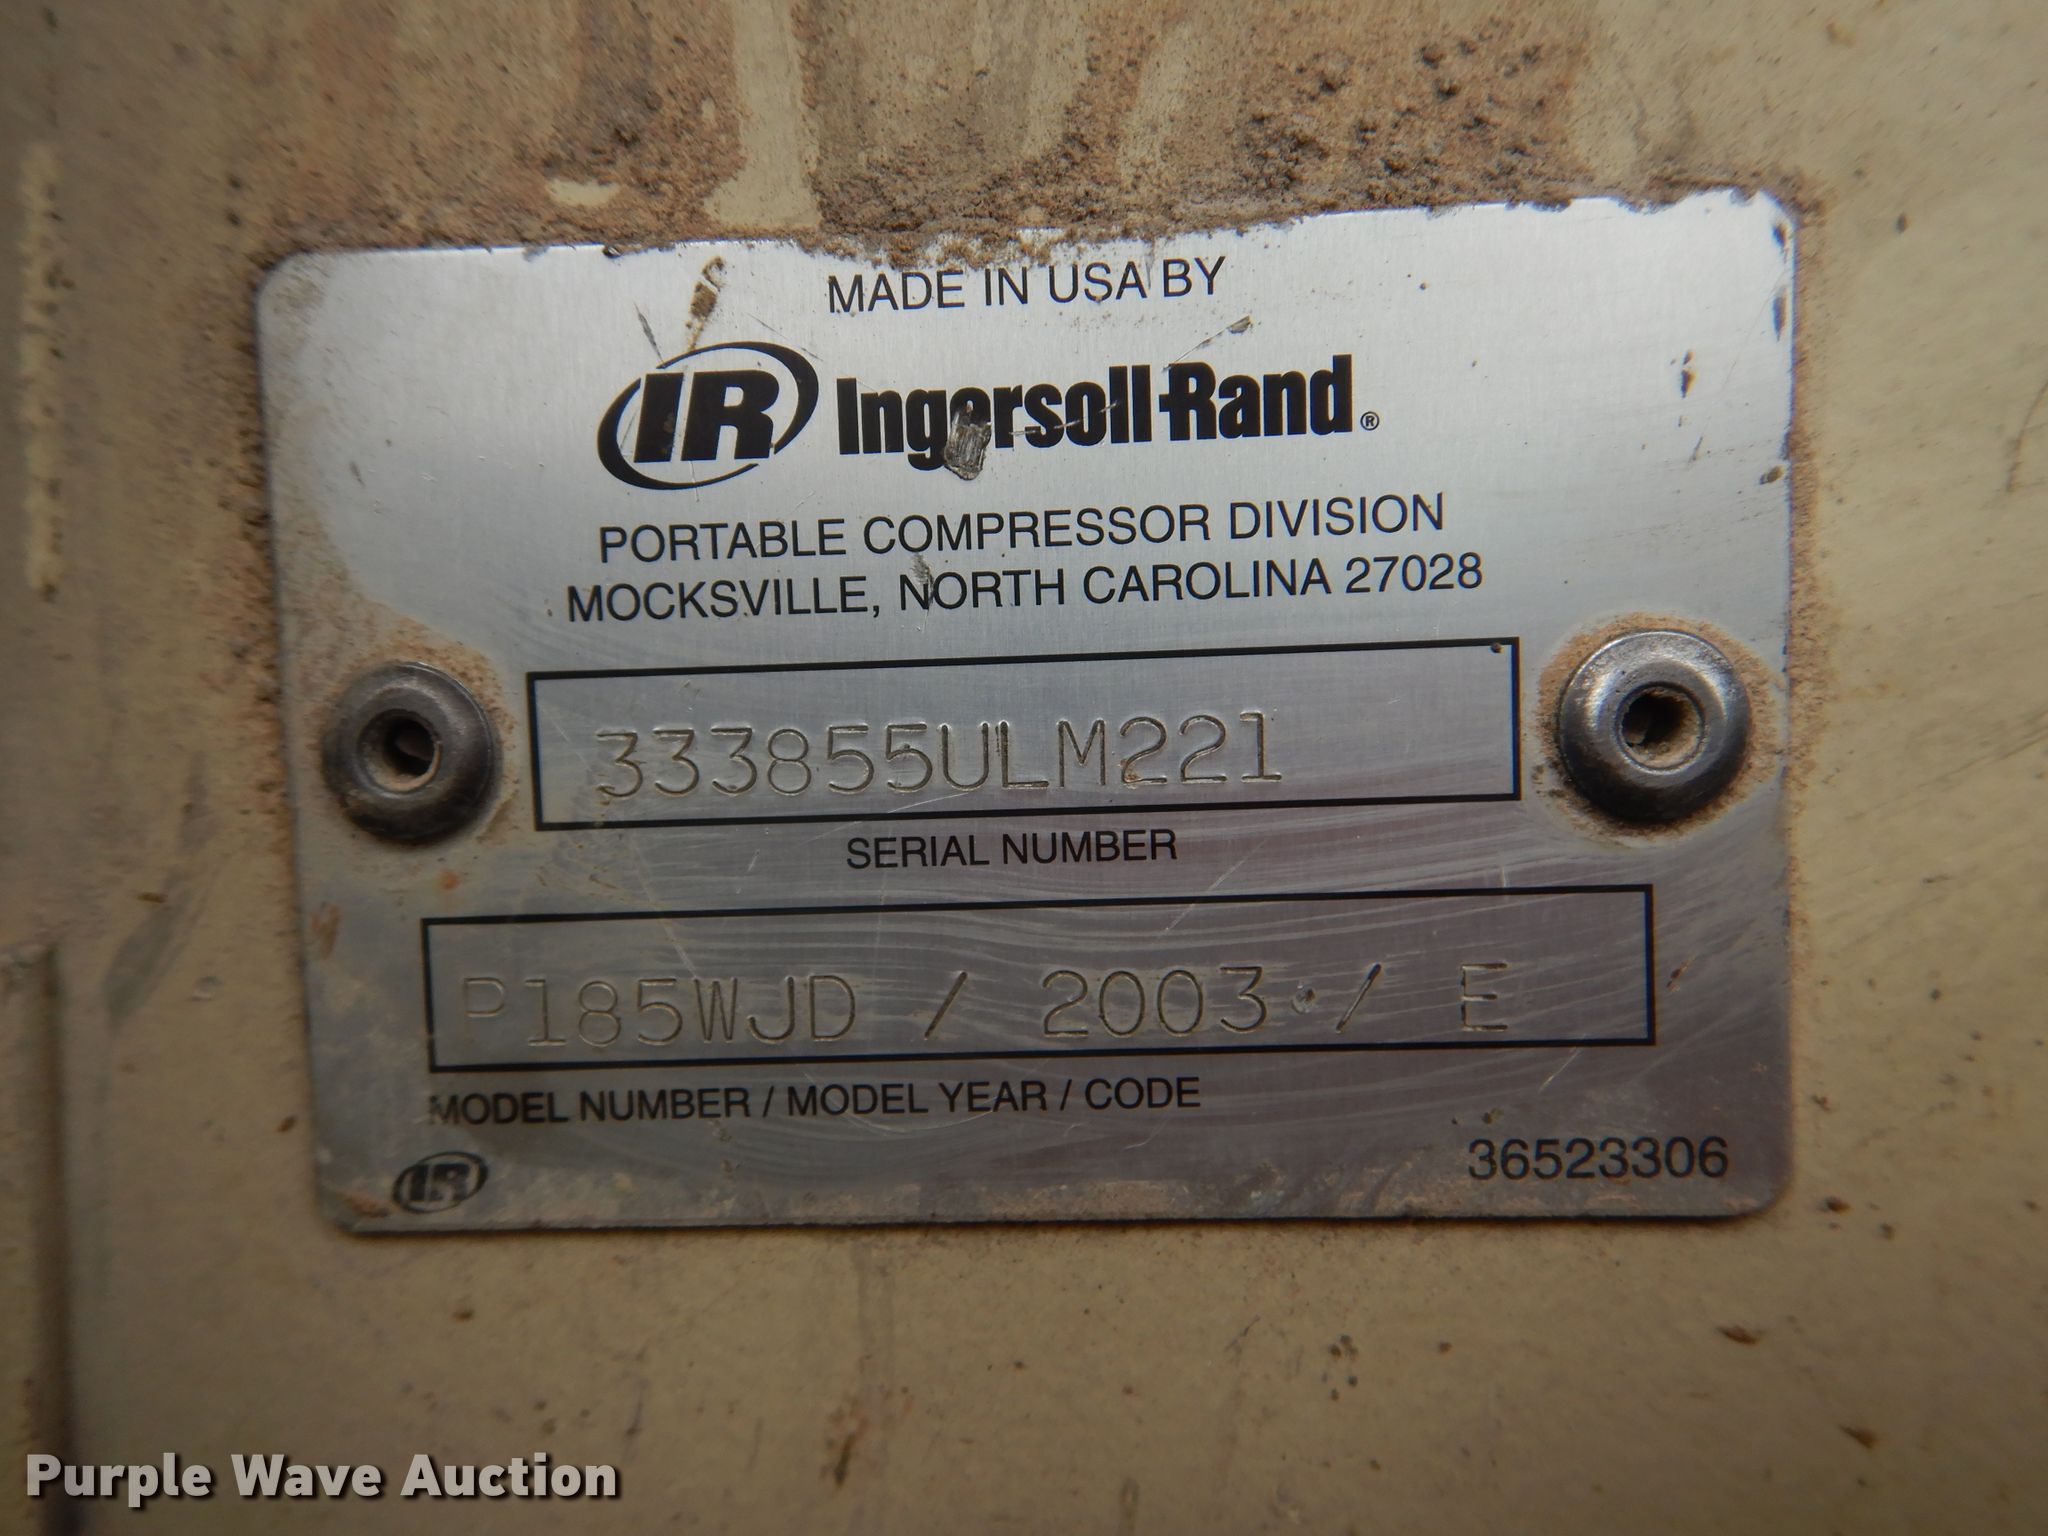 MADE IN USA BY
IR Ingersoll-Rand®
PORTABLE COMPRESSOR DIVISION
MOCKSVILLE, NORTH CAROLINA 27028
333855ULM221
SERIAL NUMBER
P185WJD / 2003 / E
MODEL NUMBER / MODEL YEAR / CODE
IR
36523306
Purple Wave Auction